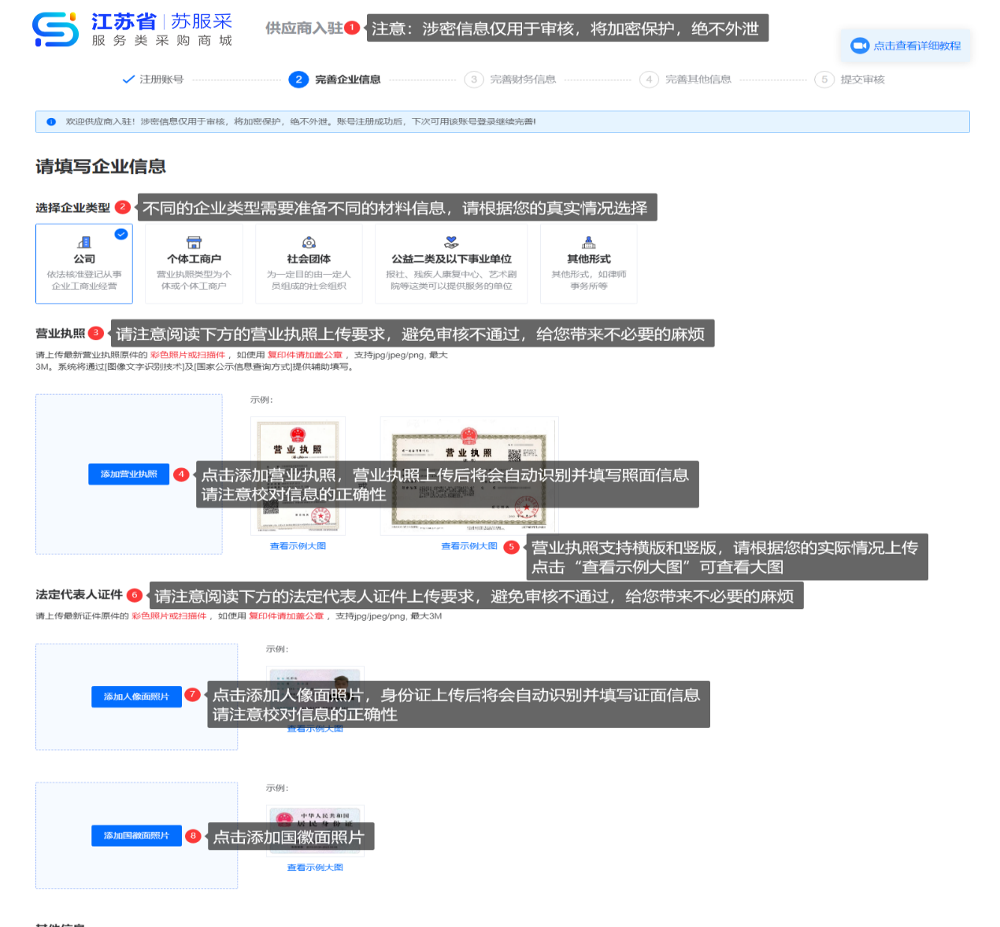 江苏省 苏服采
服务类采购商城
供应商入驻 1 注意：涉密信息仅用于审核，将加密保护，绝不外泄
点击查看详细教程
注册账号 2 完善企业信息 3 完善财务信息 4 完善其他信息 5 提交审核
欢迎供应商入驻！涉密信息仅用于审核，将加密保护，绝不外泄。账号注册成功后，下次可用该账号登录继续完善!
请填写企业信息
选择企业类型 2 不同的企业类型需要准备不同的材料信息，请根据您的真实情况选择
公司
依法核准登记从事
企业工商业经营
个体工商户
营业执照类型为个
体或个体工商户
社会团体
为一定目的由一定人
员组成的社会组织
公益二类及以下事业单位
报社、残疾人康复中心、艺术剧
院等这类可以提供服务的单位
其他形式
其他形式，如律师
事务所等
营业执照 3 请注意阅读下方的营业执照上传要求，避免审核不通过，给您带来不必要的麻烦
请上传最新营业执照原件的 彩色照片或扫描件 ，如使用 复印件请加盖公章 ，支持jpg/jpeg/png, 最大
3M。系统将通过[图像文字识别技术]及[国家公示信息查询方式]提供辅助填写。
示例：
营业执照
营业执照
添加营业执照 4 点击添加营业执照，营业执照上传后将会自动识别并填写照面信息
请注意校对信息的正确性
查看示例大图
查看示例大图 5 营业执照支持横版和竖版，请根据您的实际情况上传
点击“查看示例大图”可查看大图
法定代表人证件 6 请注意阅读下方的法定代表人证件上传要求，避免审核不通过，给您带来不必要的麻烦
请上传最新证件原件的 彩色照片或扫描件 ，如使用 复印件请加盖公章 ，支持jpg/jpeg/png, 最大3M
示例：
添加人像面照片 7 点击添加人像面照片，身份证上传后将会自动识别并填写证面信息
请注意校对信息的正确性
查看示例大图
示例：
中华人民共和国
居民身份证
添加国徽面照片 8 点击添加国徽面照片
查看示例大图